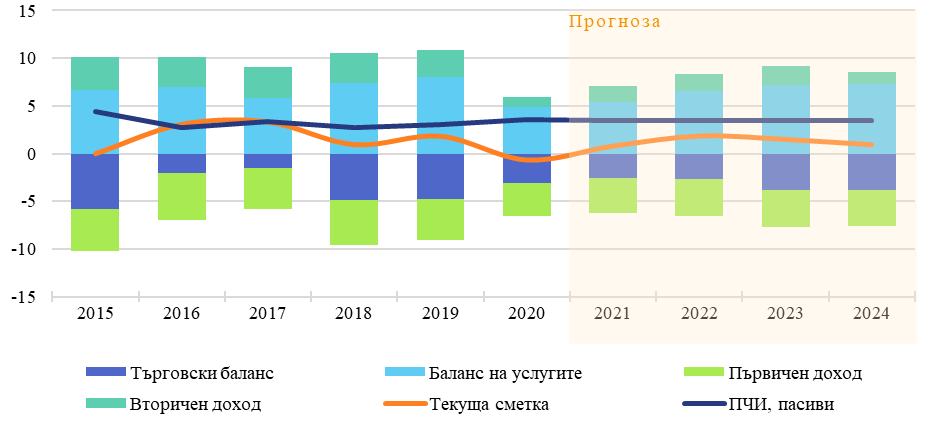 15
Прогноза
10
5
0
-5
-10
-15
2015 2016 2017 2018 2019 2020 2021 2022 2023 2024
Търговски баланс Баланс на услугите Първичен доход
Вторичен доход Текуща сметка ПЧИ, пасиви